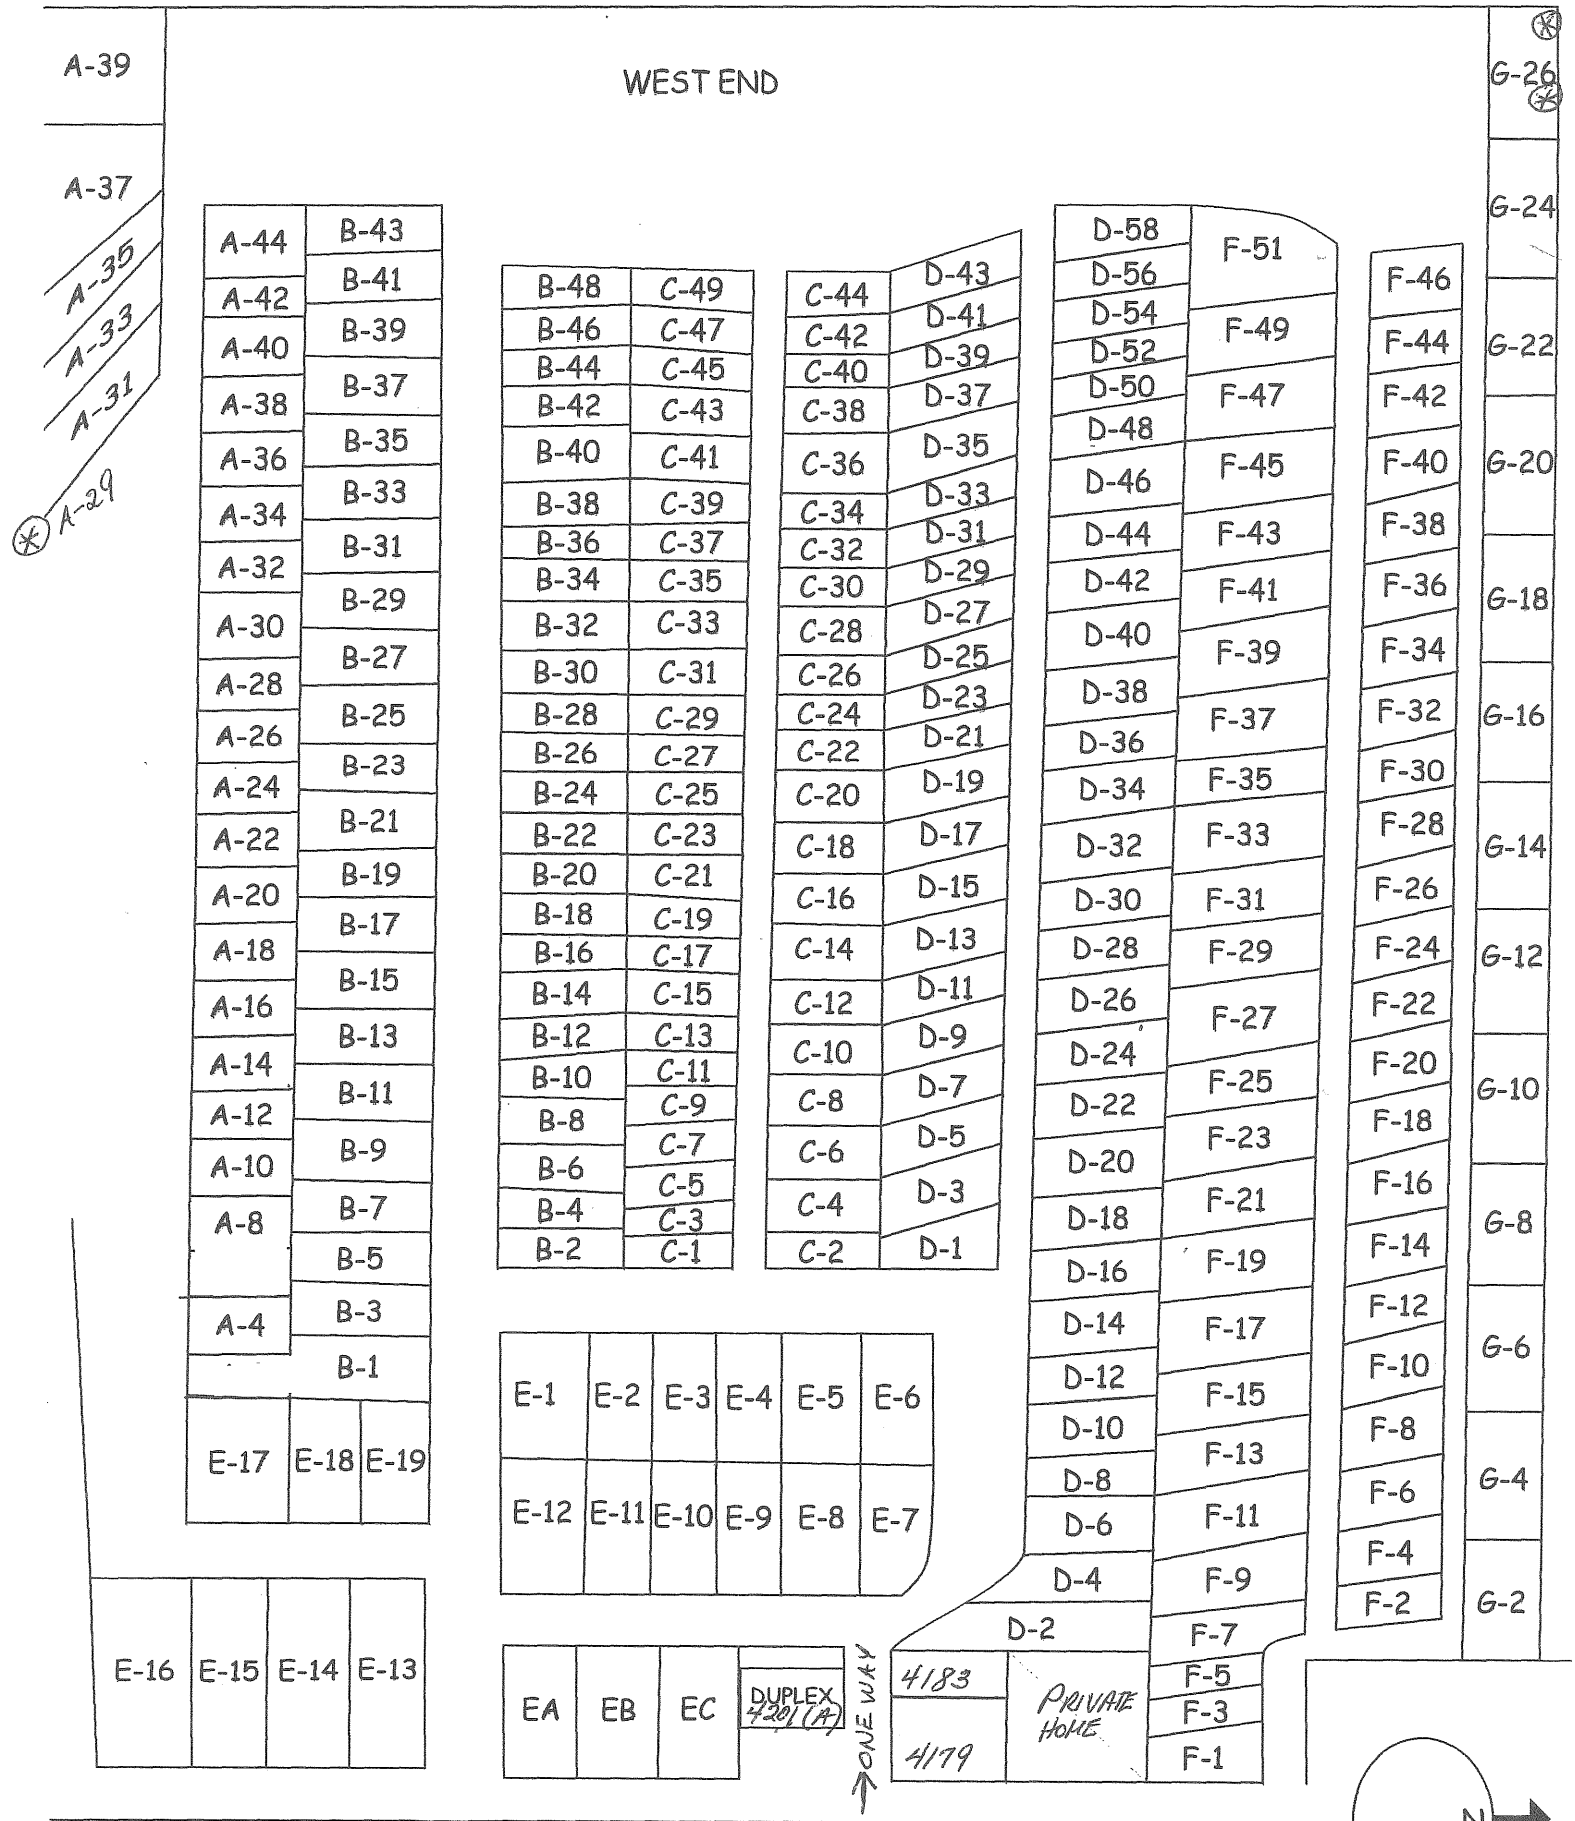 WEST END
A-39
A-37
A-35
A-33
A-31
A-29
A-44
A-42
A-40
A-38
A-36
A-34
A-32
A-30
A-28
A-26
A-24
A-22
A-20
A-18
A-16
A-14
A-12
A-10
A-8
A-4
B-43
B-41
B-39
B-37
B-35
B-33
B-31
B-29
B-27
B-25
B-23
B-21
B-19
B-17
B-15
B-13
B-11
B-9
B-7
B-5
B-3
B-1
E-17 E-18 E-19
E-16 E-15 E-14 E-13
B-48
B-46
B-44
B-42
B-40
B-38
B-36
B-34
B-32
B-30
B-28
B-26
B-24
B-22
B-20
B-18
B-16
B-14
B-12
B-10
B-8
B-6
B-4
B-2
C-49
C-47
C-45
C-43
C-41
C-39
C-37
C-35
C-33
C-31
C-29
C-27
C-25
C-23
C-21
C-19
C-17
C-15
C-13
C-11
C-9
C-7
C-5
C-3
C-1
C-44
C-42
C-40
C-38
C-36
C-34
C-32
C-30
C-28
C-26
C-24
C-22
C-20
C-18
C-16
C-14
C-12
C-10
C-8
C-6
C-4
C-2
D-43
D-41
D-39
D-37
D-35
D-33
D-31
D-29
D-27
D-25
D-23
D-21
D-19
D-17
D-15
D-13
D-11
D-9
D-7
D-5
D-3
D-1
E-1 E-2 E-3 E-4 E-5 E-6
E-12 E-11 E-10 E-9 E-8 E-7
EA EB EC
DUPLEX
4201 (A)
ONE WAY
D-58
D-56
D-54
D-52
D-50
D-48
D-46
D-44
D-42
D-40
D-38
D-36
D-34
D-32
D-30
D-28
D-26
D-24
D-22
D-20
D-18
D-16
D-14
D-12
D-10
D-8
D-6
D-4
D-2
4183
4179
PRIVATE
HOME
F-51
F-49
F-47
F-45
F-43
F-41
F-39
F-37
F-35
F-33
F-31
F-29
F-27
F-25
F-23
F-21
F-19
F-17
F-15
F-13
F-11
F-9
F-7
F-5
F-3
F-1
F-46
F-44
F-42
F-40
F-38
F-36
F-34
F-32
F-30
F-28
F-26
F-24
F-22
F-20
F-18
F-16
F-14
F-12
F-10
F-8
F-6
F-4
F-2
G-26
G-24
G-22
G-20
G-18
G-16
G-14
G-12
G-10
G-8
G-6
G-4
G-2
N